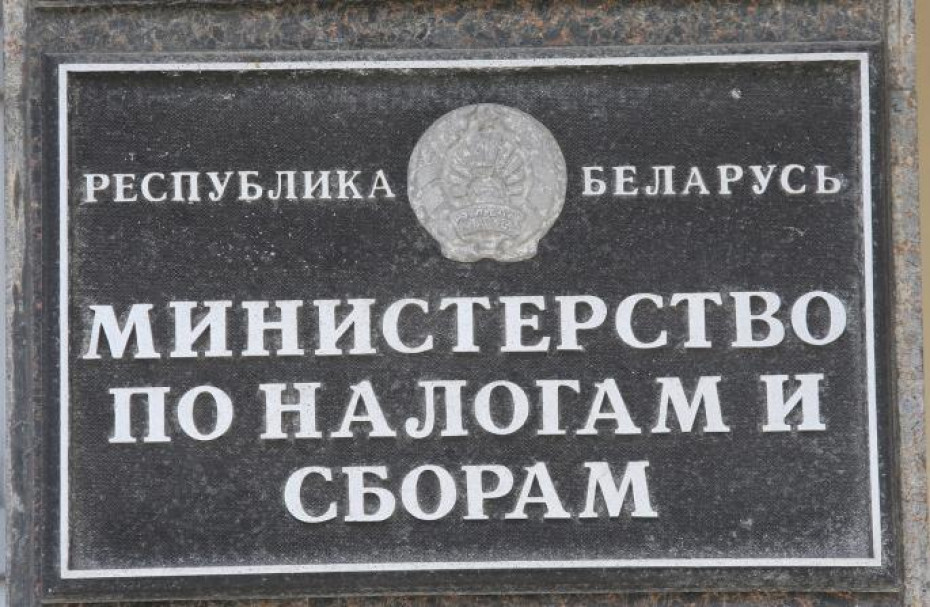 РЕСПУБЛИКА БЕЛАРУСЬ
МИНИСТЕРСТВО
ПО НАЛОГАМ И
СБОРАМ